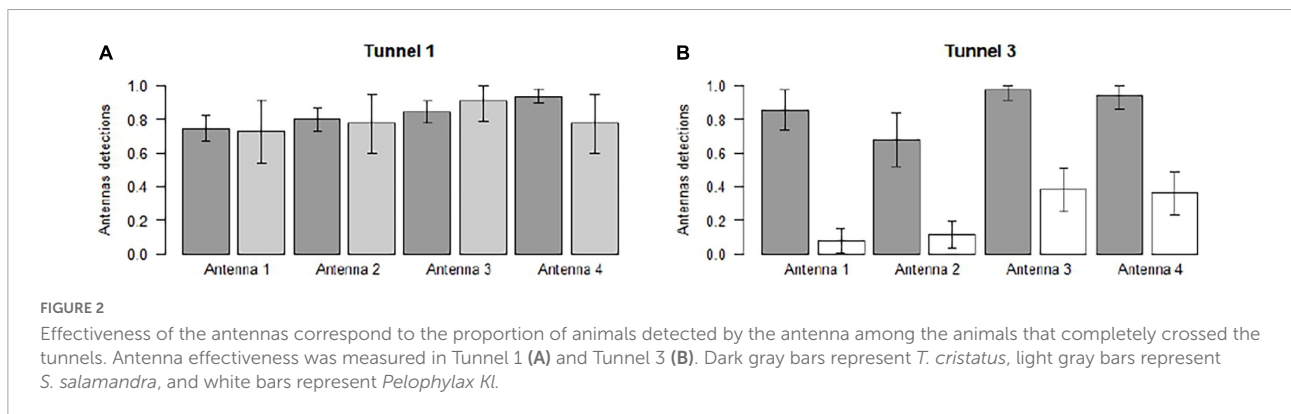 A
Tunnel 1
Antennas detections
1.0
0.8
0.6
0.4
0.2
0.0
Antenna 1 Antenna 2 Antenna 3 Antenna 4
B
Tunnel 3
Antennas detections
1.0
0.8
0.6
0.4
0.2
0.0
Antenna 1 Antenna 2 Antenna 3 Antenna 4
FIGURE 2
Effectiveness of the antennas correspond to the proportion of animals detected by the antenna among the animals that completely crossed the
tunnels. Antenna effectiveness was measured in Tunnel 1 (A) and Tunnel 3 (B). Dark gray bars represent T. cristatus, light gray bars represent
S. salamandra, and white bars represent Pelophylax Kl.